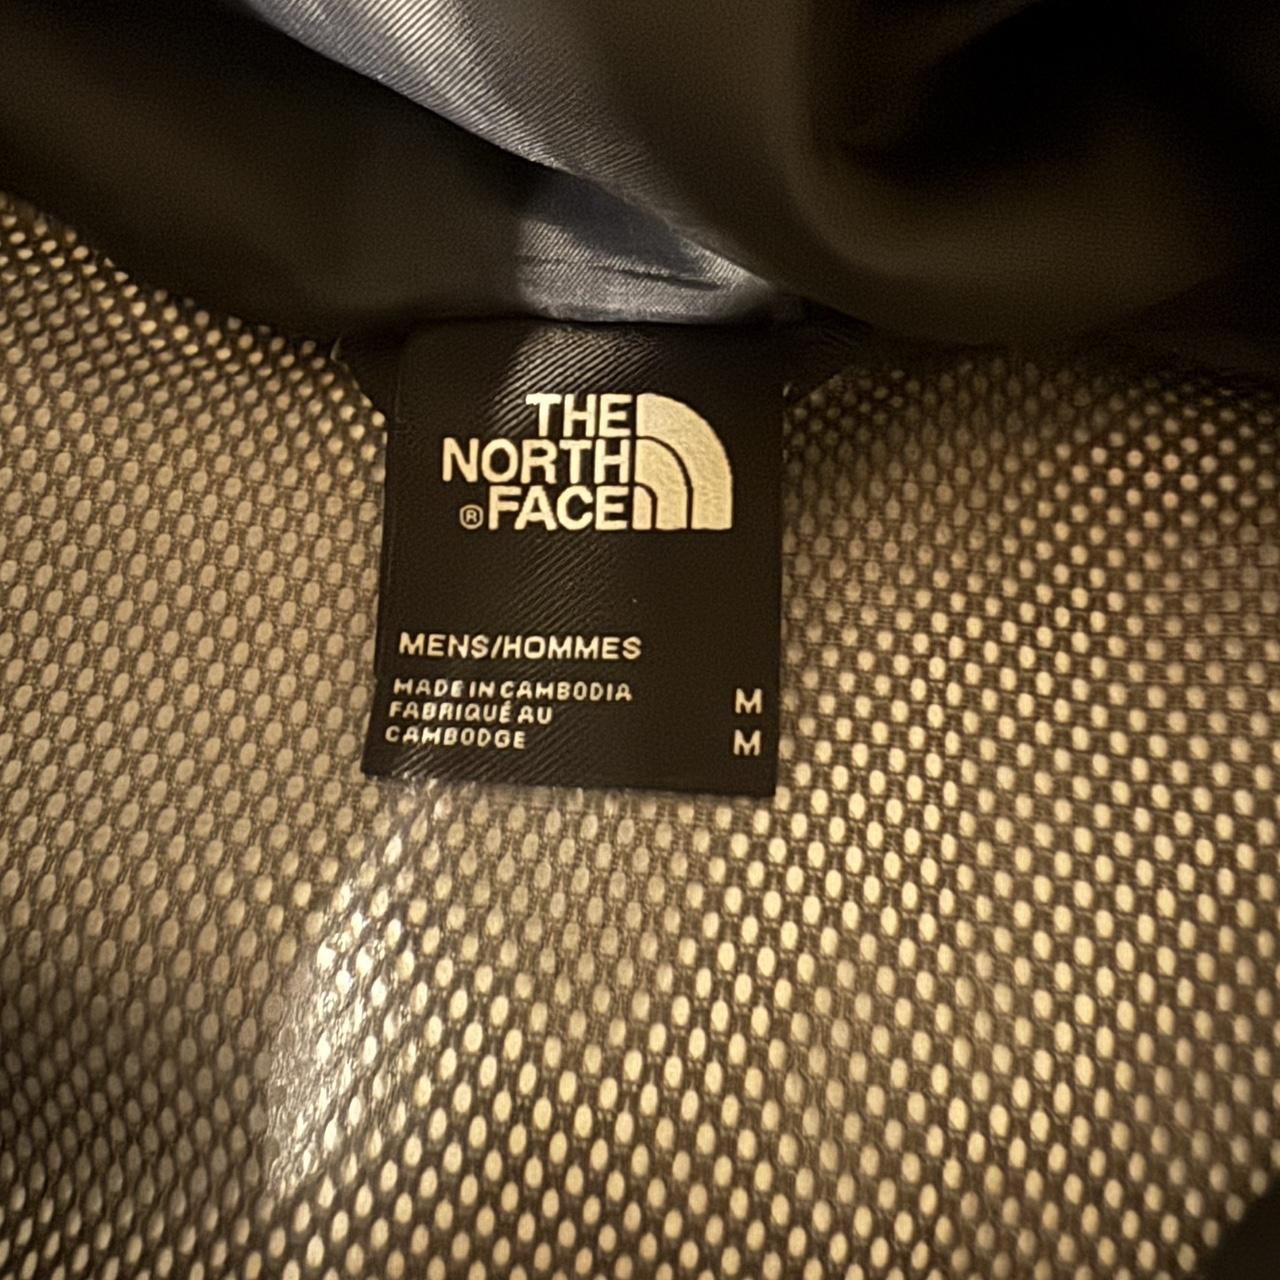 THE
NORTH
®FACE
MENS/HOMMES
MADE IN CAMBODIA M
FABRIQUÉ AU
CAMBODGE M